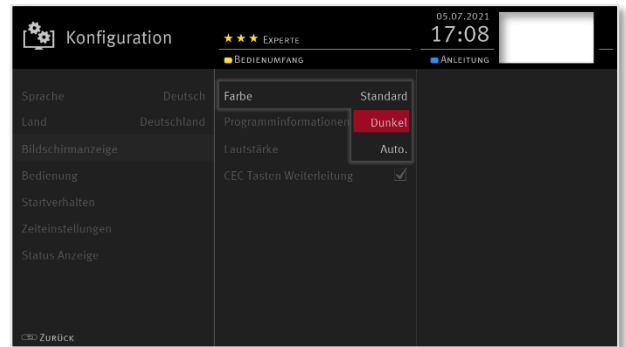 05.07.2021
Konfiguration
★ ★ ★ EXPERTE
17:08
BEDIENUMFANG
ANLEITUNG
Sprache Deutsch
Farbe Standard
Land Deutschland
Programminformationen Dunkel
Bildschirmanzeige
Lautstärke Auto.
Bedienung
CEC Tasten Weiterleitung
Startverhalten
Zeiteinstellungen
Status Anzeige
ZURÜCK